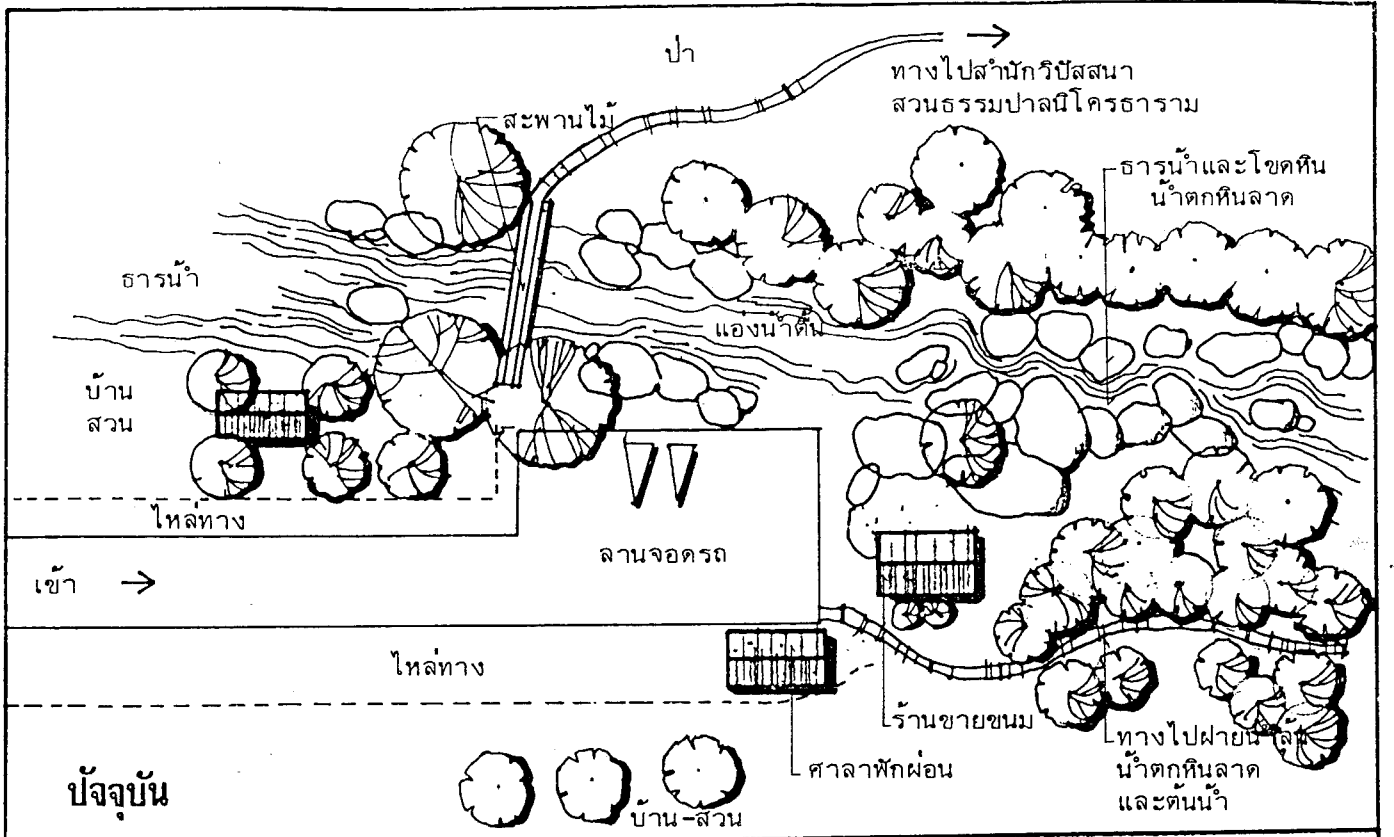 ป่า
ทางไปสำนักวิปัสสนา
สวนธรรมปาลนิโครธาราม
สะพานไม้
ธารน้ำและโขดหิน
น้ำตกหินลาด
ธารน้ำ
แอ่งน้ำตื้น
บ้าน
สวน
ไหล่ทาง
ลานจอดรถ
เข้า
ไหล่ทาง
ร้านขายขนม
ทางไปฝายน้ำล้น
น้ำตกหินลาด
และต้นน้ำ
ศาลาพักผ่อน
ปัจจุบัน
บ้าน-สวน